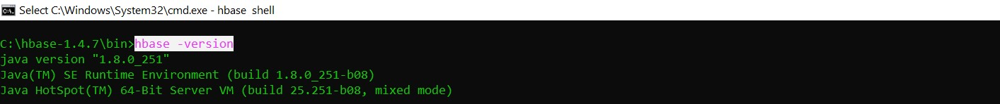 Select C:\Windows\System32\cmd.exe - hbase  shell
C:\hbase-1.4.7\bin>hbase -version
java version "1.8.0_251"
Java(TM) SE Runtime Environment (build 1.8.0_251-b08)
Java HotSpot(TM) 64-Bit Server VM (build 25.251-b08, mixed mode)